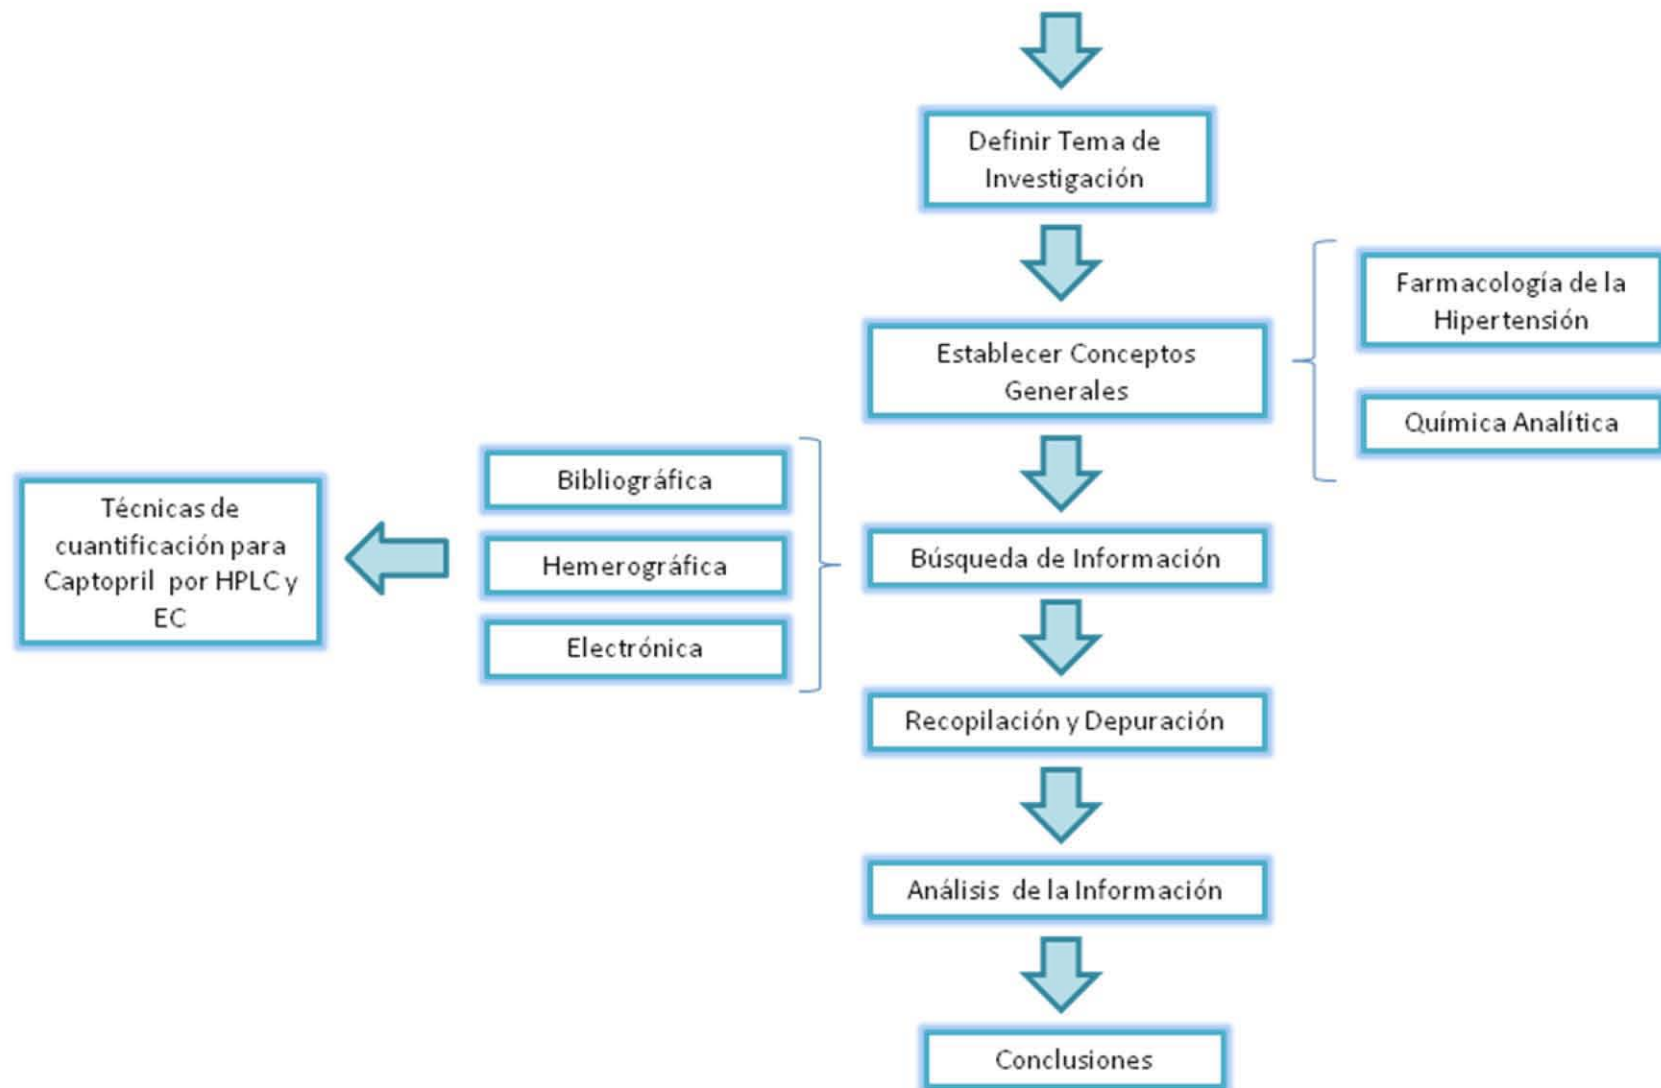 Definir Tema de
Investigación
Establecer Conceptos
Generales
Farmacología de la
Hipertensión
Química Analítica
Búsqueda de Información
Bibliográfica
Hemerográfica
Electrónica
Técnicas de
cuantificación para
Captopril por HPLC y
EC
Recopilación y Depuración
Análisis de la Información
Conclusiones